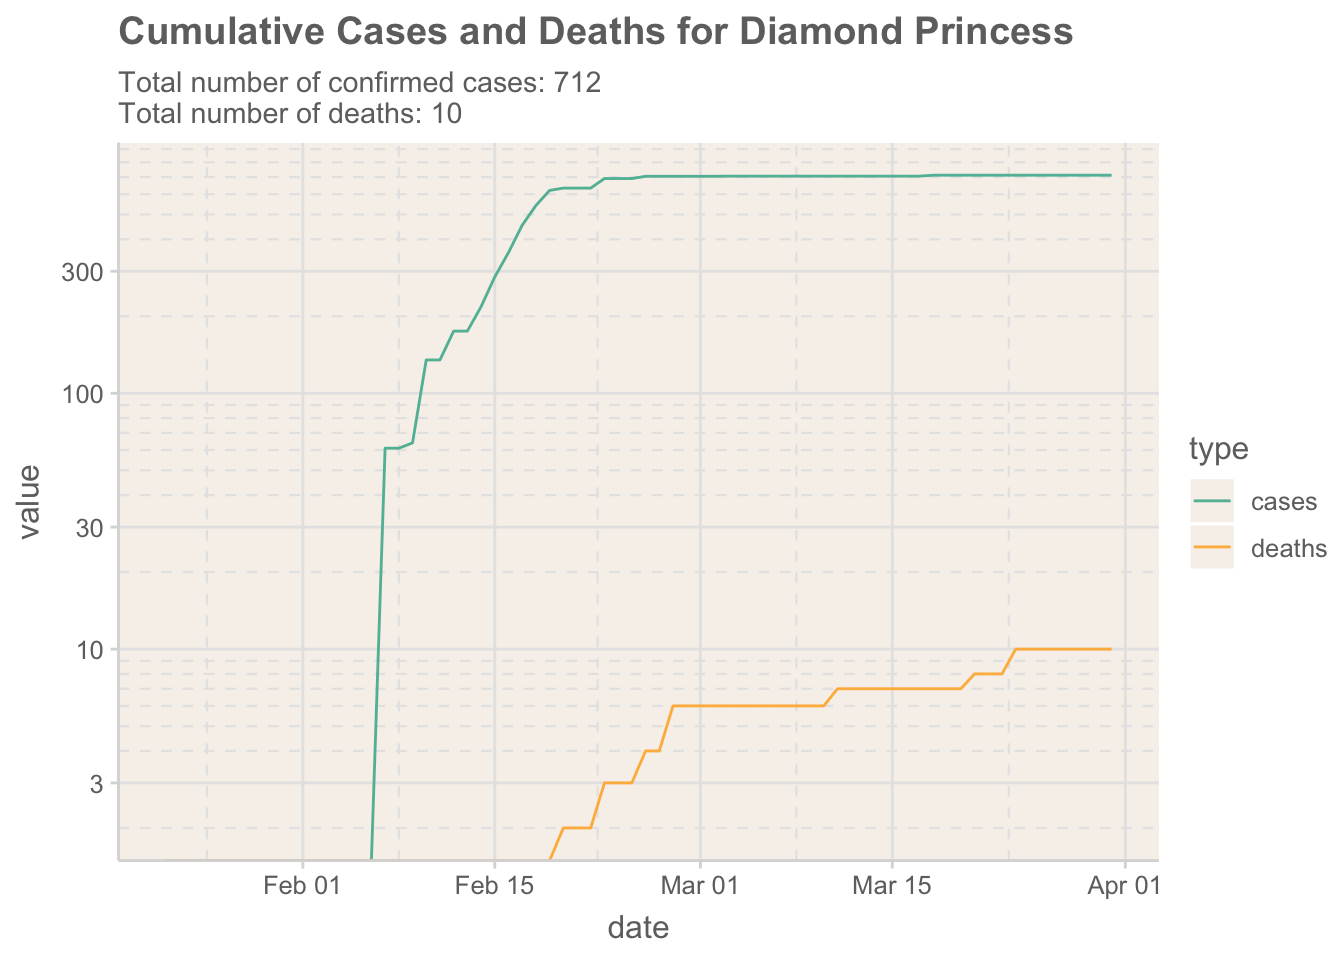 Cumulative Cases and Deaths for Diamond Princess
Total number of confirmed cases: 712
Total number of deaths: 10
value
300
100
30
10
3
Feb 01
Feb 15
Mar 01
Mar 15
Apr 01
date
type
cases
deaths